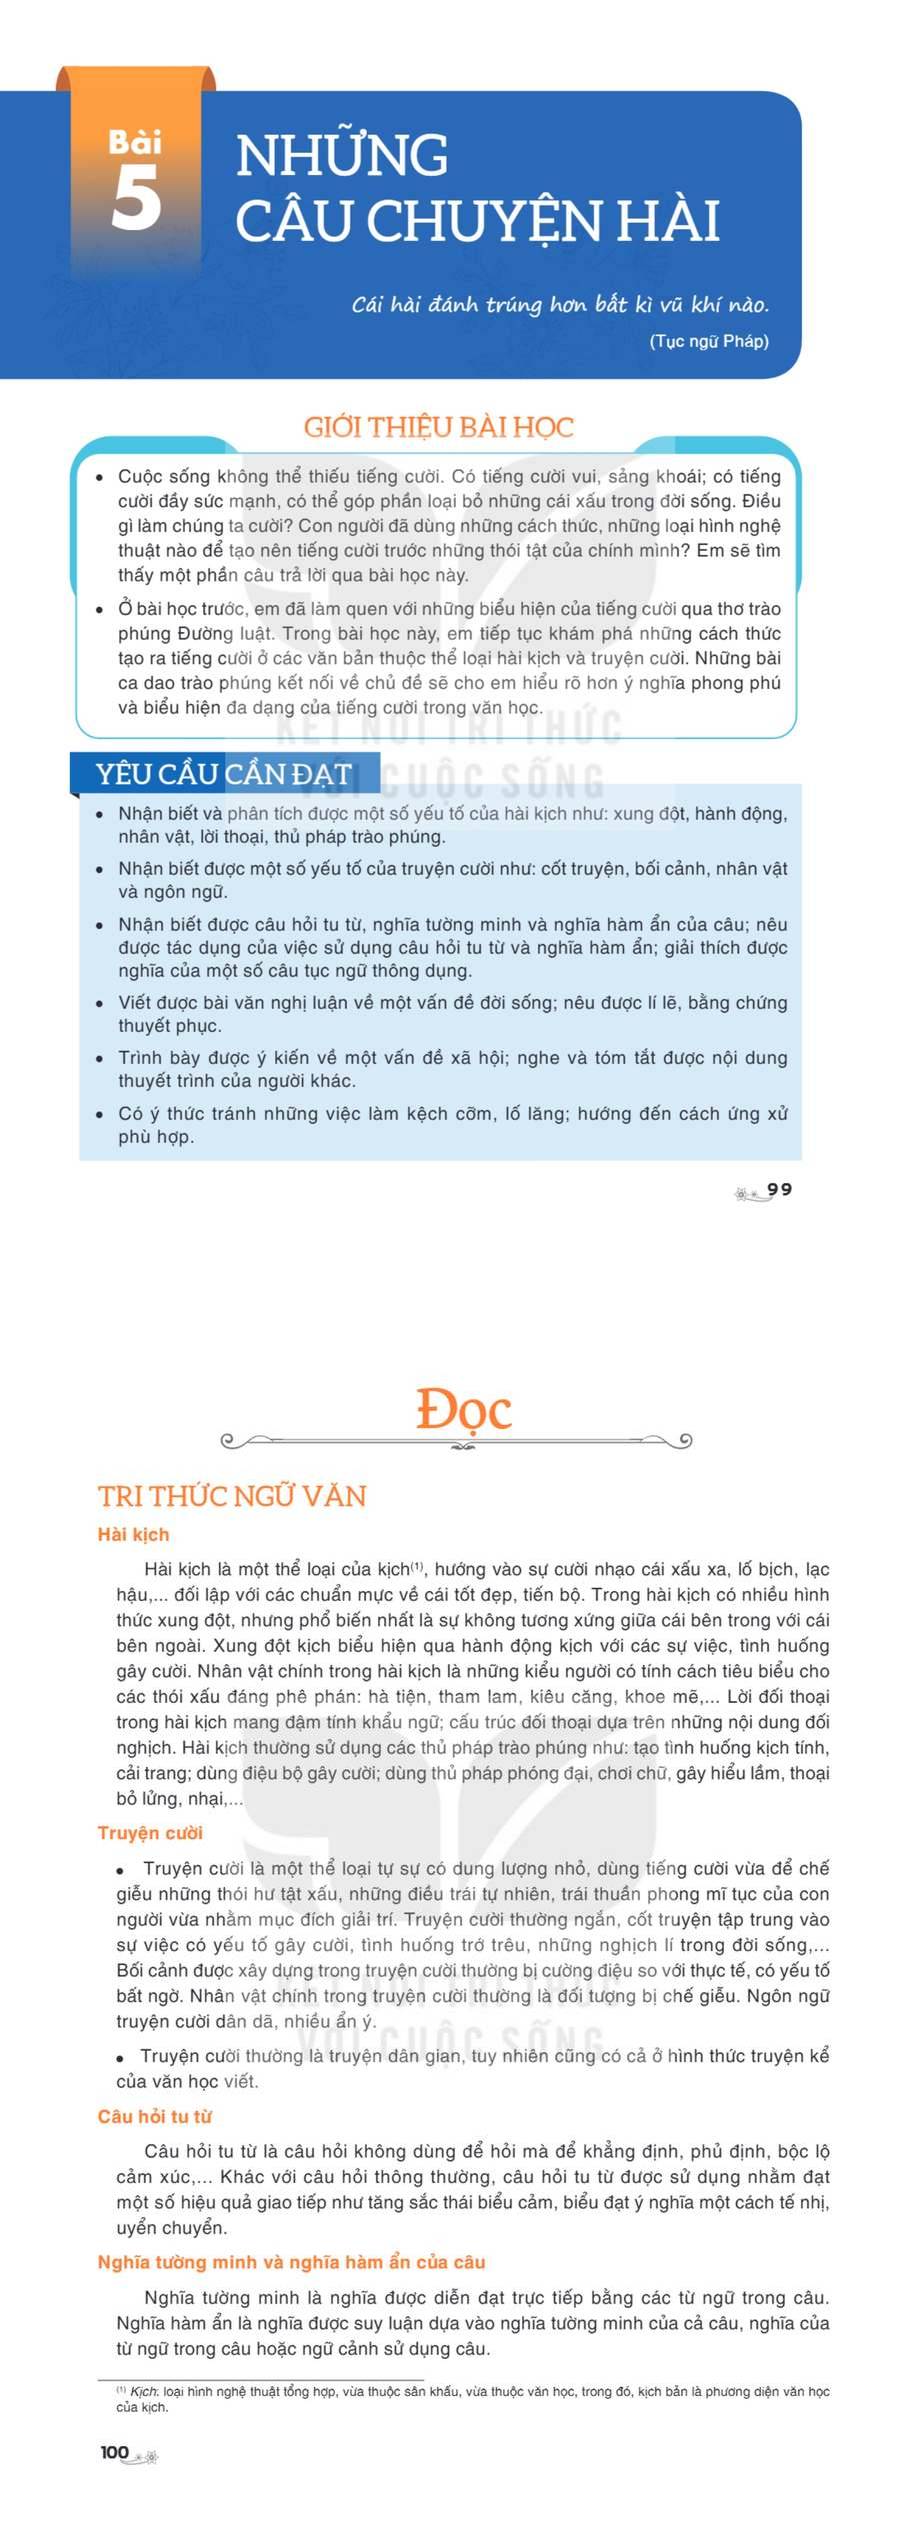 Bài
5
NHỮNG
CÂU CHUYỆN HÀI
Cái hài đánh trúng hơn bất kì vũ khí nào.
(Tục ngữ Pháp)
GIỚI THIỆU BÀI HỌC
• Cuộc sống không thể thiếu tiếng cười. Có tiếng cười vui, sảng khoái; có tiếng
cười đầy sức mạnh, có thể góp phần loại bỏ những cái xấu trong đời sống. Điều
gì làm chúng ta cười? Con người đã dùng những cách thức, những loại hình nghệ
thuật nào để tạo nên tiếng cười trước những thói tật của chính mình? Em sẽ tìm
thấy một phần câu trả lời qua bài học này.
• Ở bài học trước, em đã làm quen với những biểu hiện của tiếng cười qua thơ trào
phúng Đường luật. Trong bài học này, em tiếp tục khám phá những cách thức
tạo ra tiếng cười ở các văn bản thuộc thể loại hài kịch và truyện cười. Những bài
ca dao trào phúng kết nối về chủ đề sẽ cho em hiểu rõ hơn ý nghĩa phong phú
và biểu hiện đa dạng của tiếng cười trong văn học.
KẾT NỐI TRI THỨC
VỚI CUỘC SỐNG
YÊU CẦU CẦN ĐẠT
• Nhận biết và phân tích được một số yếu tố của hài kịch như: xung đột, hành động,
nhân vật, lời thoại, thủ pháp trào phúng.
• Nhận biết được một số yếu tố của truyện cười như: cốt truyện, bối cảnh, nhân vật
và ngôn ngữ.
• Nhận biết được câu hỏi tu từ, nghĩa tường minh và nghĩa hàm ẩn của câu; nêu
được tác dụng của việc sử dụng câu hỏi tu từ và nghĩa hàm ẩn; giải thích được
nghĩa của một số câu tục ngữ thông dụng.
• Viết được bài văn nghị luận về một vấn đề đời sống; nêu được lí lẽ, bằng chứng
thuyết phục.
• Trình bày được ý kiến về một vấn đề xã hội; nghe và tóm tắt được nội dung
thuyết trình của người khác.
• Có ý thức tránh những việc làm kệch cỡm, lố lăng; hướng đến cách ứng xử
phù hợp.
99
Đọc
TRI THỨC NGỮ VĂN
Hài kịch
Hài kịch là một thể loại của kịch(1), hướng vào sự cười nhạo cái xấu xa, lố bịch, lạc
hậu,... đối lập với các chuẩn mực về cái tốt đẹp, tiến bộ. Trong hài kịch có nhiều hình
thức xung đột, nhưng phổ biến nhất là sự không tương xứng giữa cái bên trong với cái
bên ngoài. Xung đột kịch biểu hiện qua hành động kịch với các sự việc, tình huống
gây cười. Nhân vật chính trong hài kịch là những kiểu người có tính cách tiêu biểu cho
các thói xấu đáng phê phán: hà tiện, tham lam, kiêu căng, khoe mẽ,... Lời đối thoại
trong hài kịch mang đậm tính khẩu ngữ; cấu trúc đối thoại dựa trên những nội dung đối
nghịch. Hài kịch thường sử dụng các thủ pháp trào phúng như: tạo tình huống kịch tính,
cải trang; dùng điệu bộ gây cười; dùng thủ pháp phóng đại, chơi chữ, gây hiểu lầm, thoại
bỏ lửng, nhại,...
Truyện cười
• Truyện cười là một thể loại tự sự có dung lượng nhỏ, dùng tiếng cười vừa để chế
giễu những thói hư tật xấu, những điều trái tự nhiên, trái thuần phong mĩ tục của con
người vừa nhằm mục đích giải trí. Truyện cười thường ngắn, cốt truyện tập trung vào
sự việc có yếu tố gây cười, tình huống trớ trêu, những nghịch lí trong đời sống,...
Bối cảnh được xây dựng trong truyện cười thường bị cường điệu so với thực tế, có yếu tố
bất ngờ. Nhân vật chính trong truyện cười thường là đối tượng bị chế giễu. Ngôn ngữ
truyện cười dân dã, nhiều ẩn ý.
KẾT NỐI TRI THỨC
VỚI CUỘC SỐNG
• Truyện cười thường là truyện dân gian, tuy nhiên cũng có cả ở hình thức truyện kể
của văn học viết.
Câu hỏi tu từ
Câu hỏi tu từ là câu hỏi không dùng để hỏi mà để khẳng định, phủ định, bộc lộ
cảm xúc,... Khác với câu hỏi thông thường, câu hỏi tu từ được sử dụng nhằm đạt
một số hiệu quả giao tiếp như tăng sắc thái biểu cảm, biểu đạt ý nghĩa một cách tế nhị,
uyển chuyển.
Nghĩa tường minh và nghĩa hàm ẩn của câu
Nghĩa tường minh là nghĩa được diễn đạt trực tiếp bằng các từ ngữ trong câu.
Nghĩa hàm ẩn là nghĩa được suy luận dựa vào nghĩa tường minh của cả câu, nghĩa của
từ ngữ trong câu hoặc ngữ cảnh sử dụng câu.
(1) Kịch: loại hình nghệ thuật tổng hợp, vừa thuộc sân khấu, vừa thuộc văn học, trong đó, kịch bản là phương diện văn học
của kịch.
100